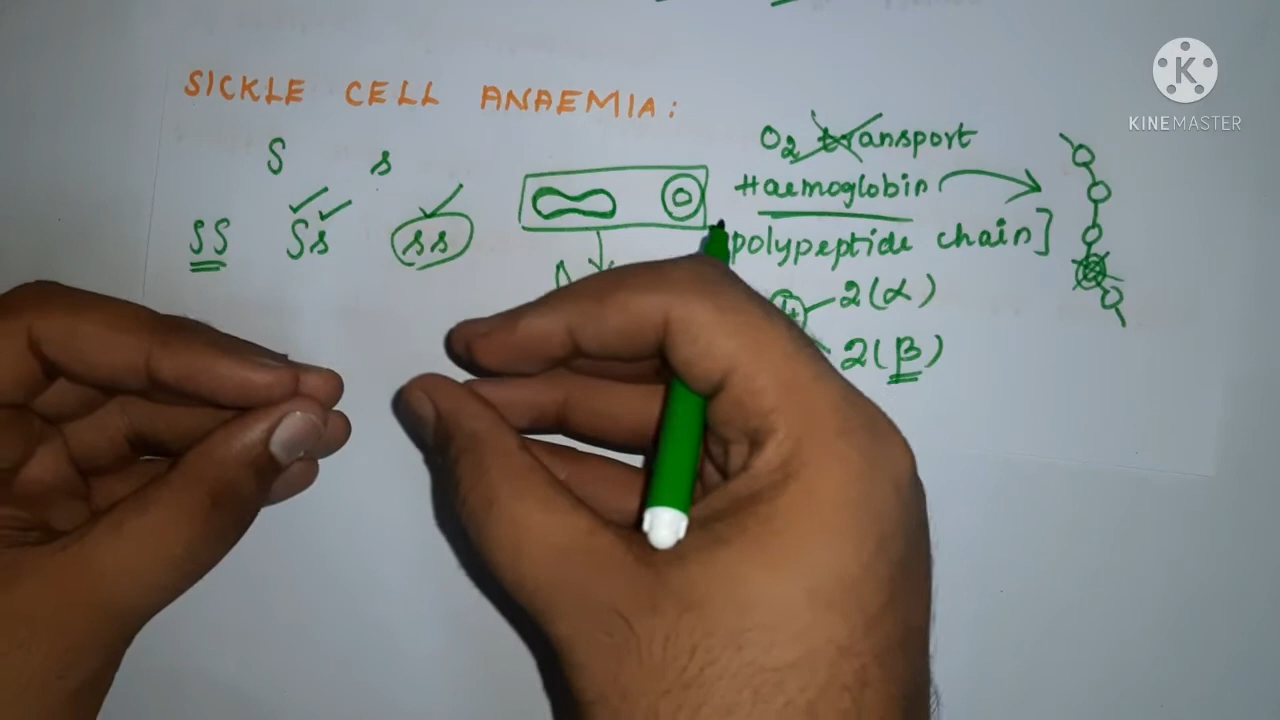 SICKLE CELL ANAEMIA:
S s
SS Ss ss
O2 transport
Haemoglobin
polypeptide chain]
2(α)
2(β)
K
KINEMASTER